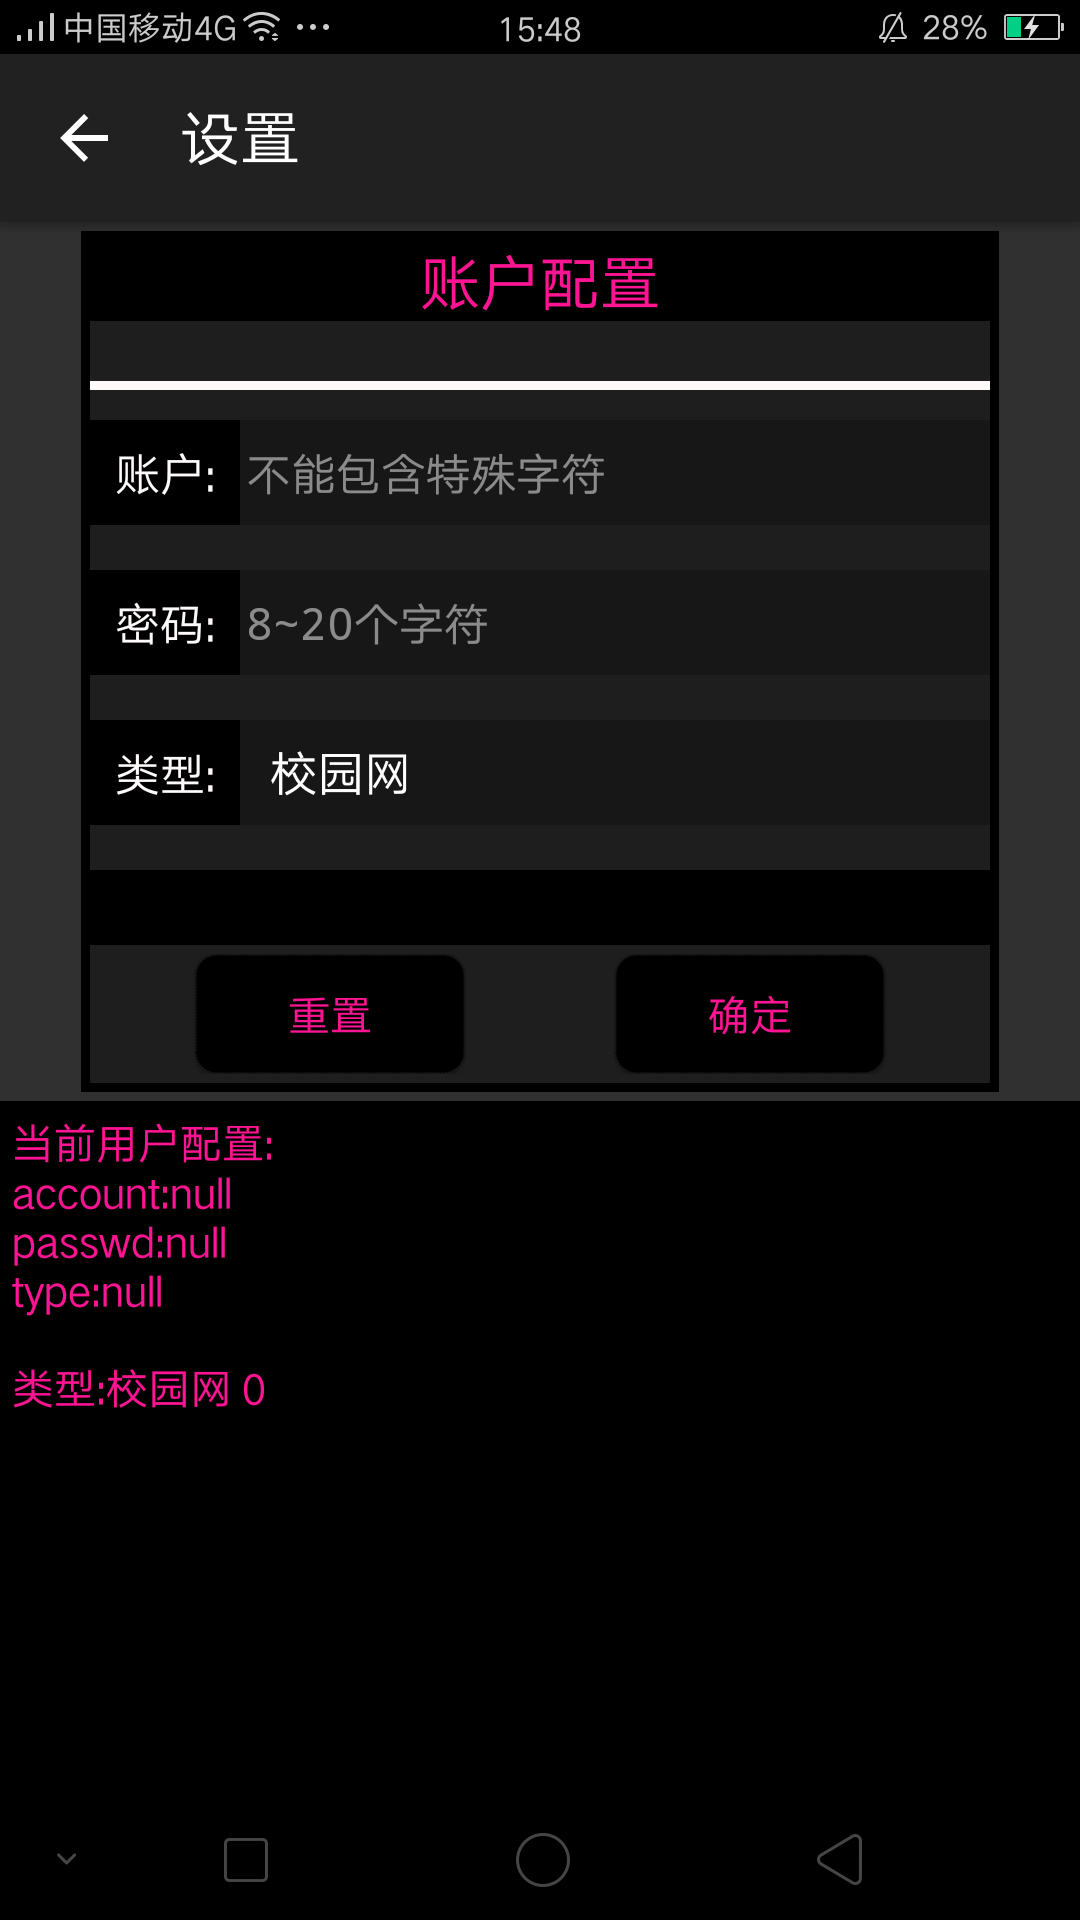 中国移动4G 15:48 28%
设置
账户配置
账户: 不能包含特殊字符
密码: 8~20个字符
类型: 校园网
重置 确定
当前用户配置:
account:null
passwd:null
type:null
类型:校园网 0